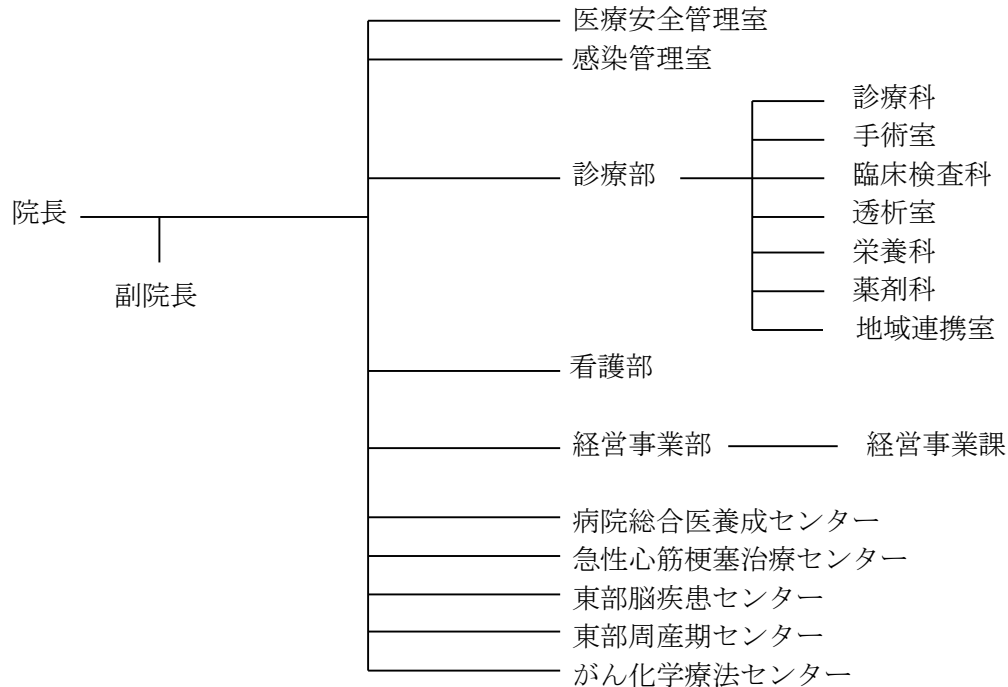 医療安全管理室
感染管理室
診療科
手術室
診療部
臨床検査科
院長
透析室
栄養科
副院長
薬剤科
地域連携室
看護部
経営事業部
経営事業課
病院総合医養成センター
急性心筋梗塞治療センター
東部脳疾患センター
東部周産期センター
がん化学療法センター